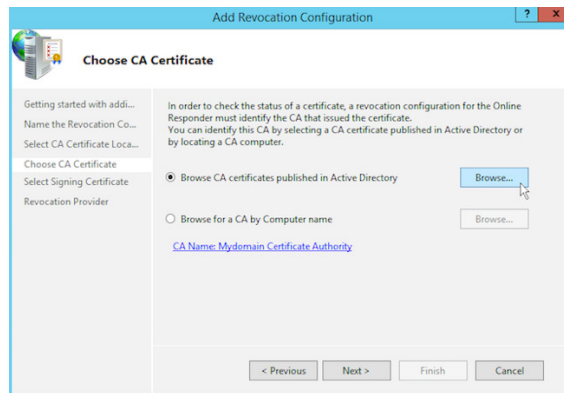 Add Revocation Configuration
? x
Choose CA Certificate
Getting started with addi...
Name the Revocation Co...
Select CA Certificate Loca...
Choose CA Certificate
Select Signing Certificate
Revocation Provider
In order to check the status of a certificate, a revocation configuration for the Online
Responder must identify the CA that issued the certificate.
You can identify this CA by selecting a CA certificate published in Active Directory or
by locating a CA computer.
Browse CA certificates published in Active Directory
Browse...
Browse for a CA by Computer name
Browse...
CA Name: Mydomain Certificate Authority
< Previous
Next >
Finish
Cancel